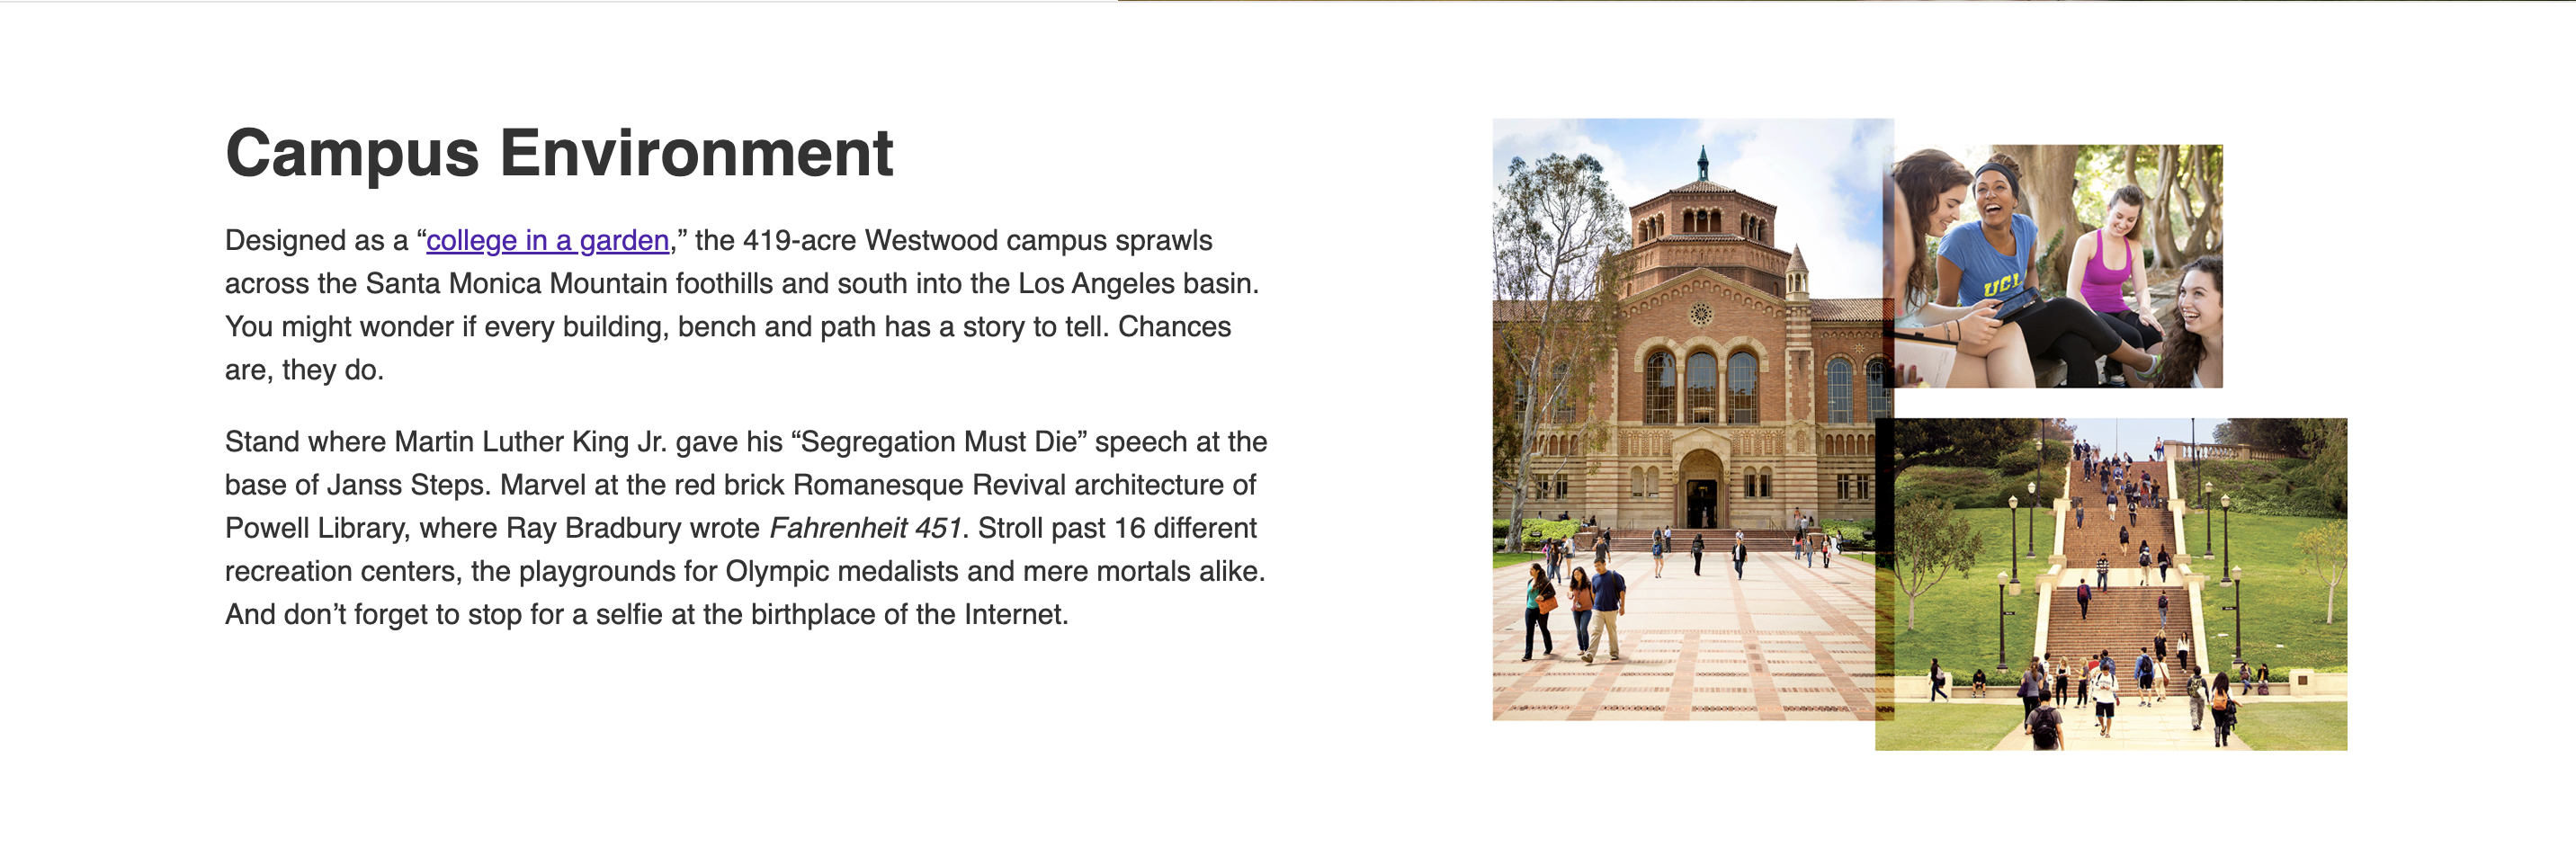 Campus Environment
Designed as a “college in a garden,” the 419-acre Westwood campus sprawls
across the Santa Monica Mountain foothills and south into the Los Angeles basin.
You might wonder if every building, bench and path has a story to tell. Chances
are, they do.
Stand where Martin Luther King Jr. gave his “Segregation Must Die” speech at the
base of Janss Steps. Marvel at the red brick Romanesque Revival architecture of
Powell Library, where Ray Bradbury wrote Fahrenheit 451. Stroll past 16 different
recreation centers, the playgrounds for Olympic medalists and mere mortals alike.
And don’t forget to stop for a selfie at the birthplace of the Internet.
UCL